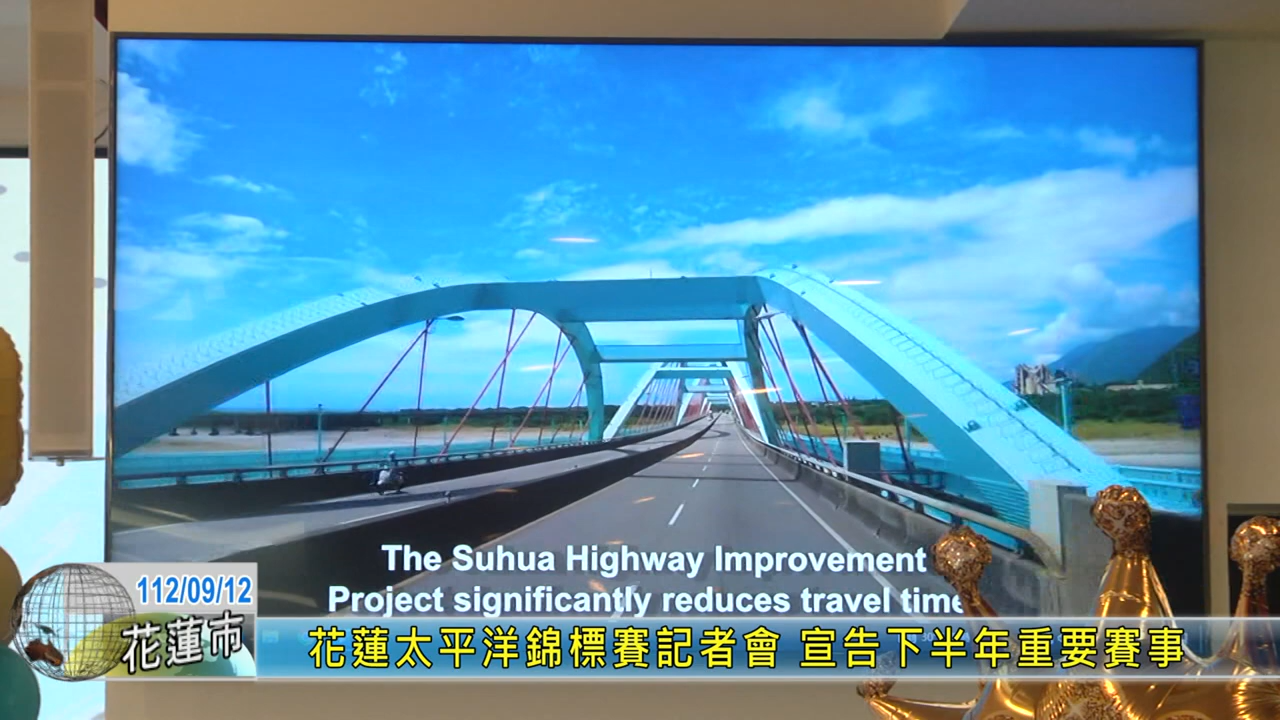 The Suhua Highway Improvement
Project significantly reduces travel time
112/09/12
花蓮市
花蓮太平洋錦標賽記者會 宣告下半年重要賽事